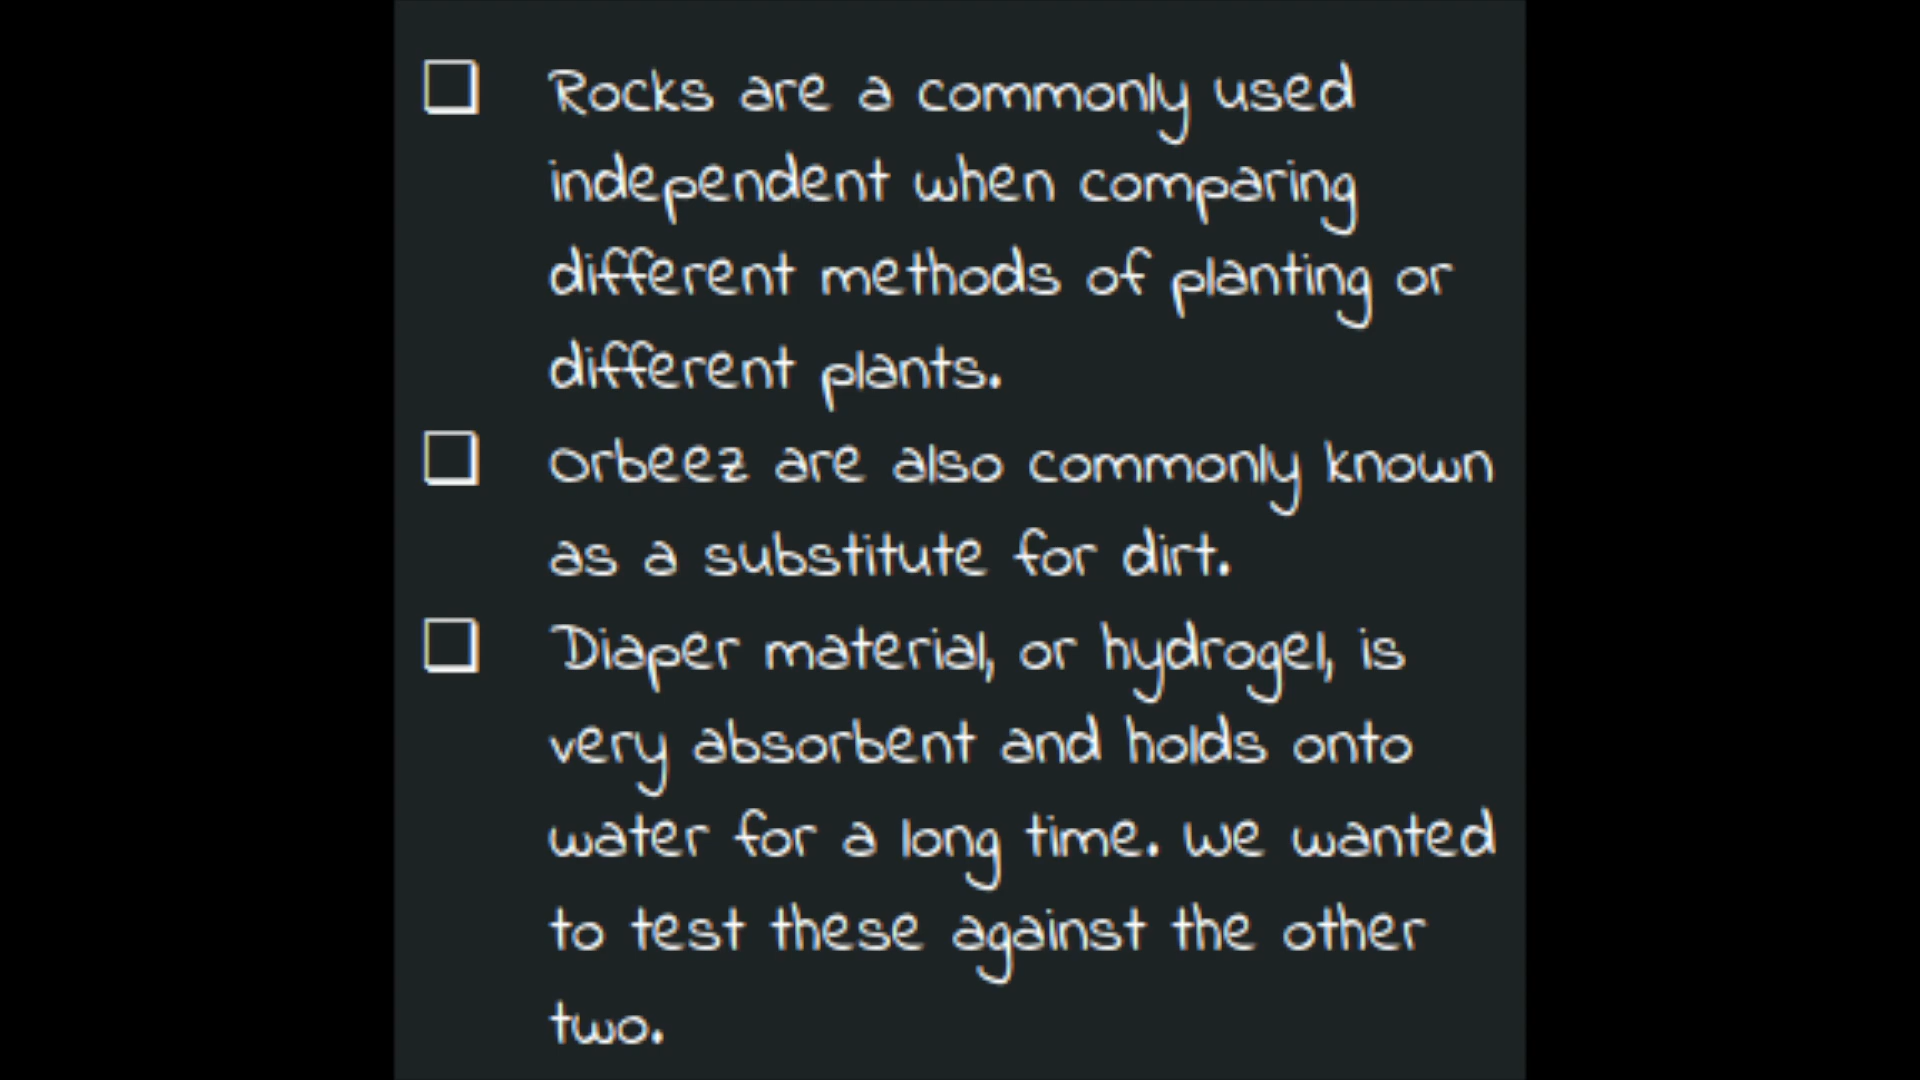 Rocks are a commonly used
independent when comparing
different methods of planting or
different plants.
Orbeez are also commonly known
as a substitute for dirt.
Diaper material, or hydrogel, is
very absorbent and holds onto
water for a long time. We wanted
to test these against the other
two.